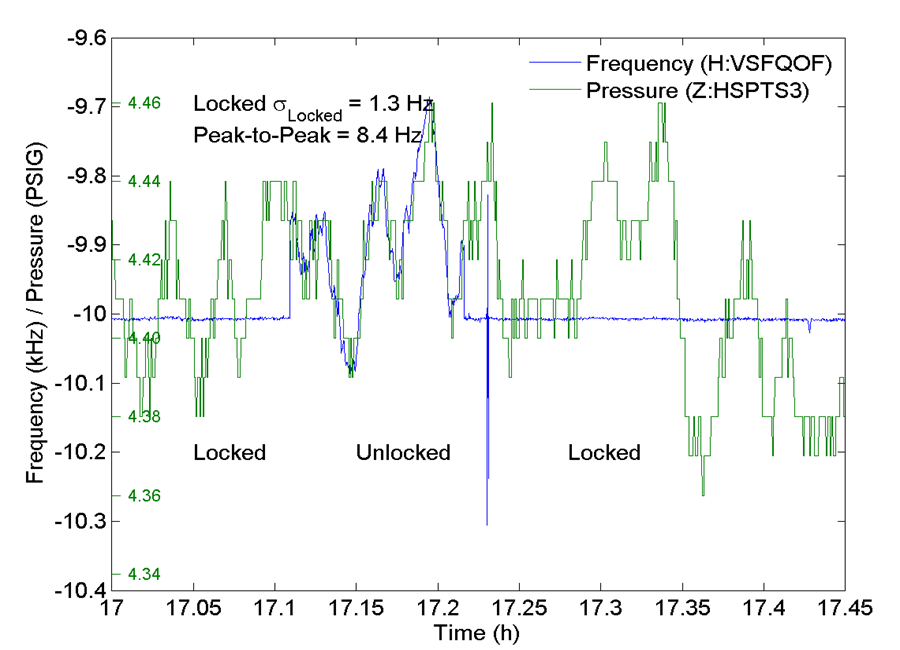 -9.6
Frequency (H:VSFQOF)
Pressure (Z:HSPTS3)
Locked σLocked = 1.3 Hz
Peak-to-Peak = 8.4 Hz
-9.7
4.46
-9.8
4.44
-9.9
4.42
-10
4.40
-10.1
4.38
-10.2
4.36
-10.3
4.34
-10.4
Locked
Unlocked
Locked
Frequency (kHz) / Pressure (PSIG)
17 17.05 17.1 17.15 17.2 17.25 17.3 17.35 17.4 17.45
Time (h)